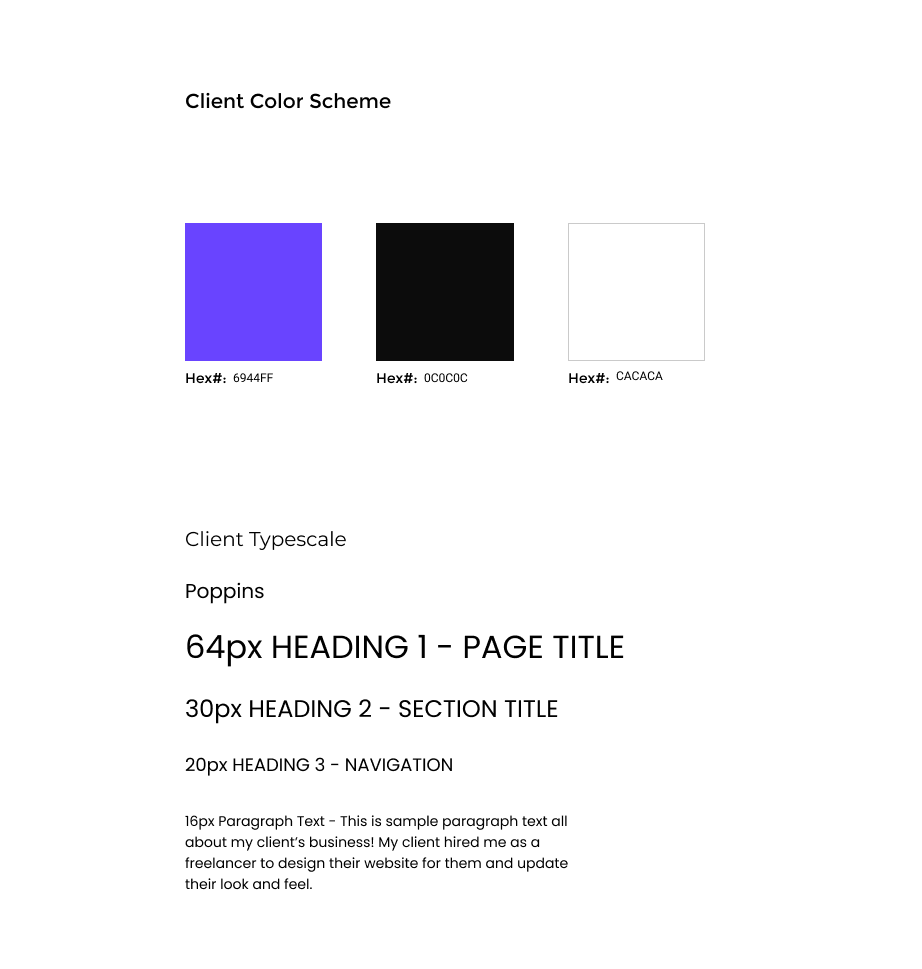 Client Color Scheme
Hex#: 6944FF
Hex#: 0C0C0C
Hex#: CACACA
Client Typescale
Poppins
64px HEADING 1 - PAGE TITLE
30px HEADING 2 - SECTION TITLE
20px HEADING 3 - NAVIGATION
16px Paragraph Text - This is sample paragraph text all
about my client’s business! My client hired me as a
freelancer to design their website for them and update
their look and feel.